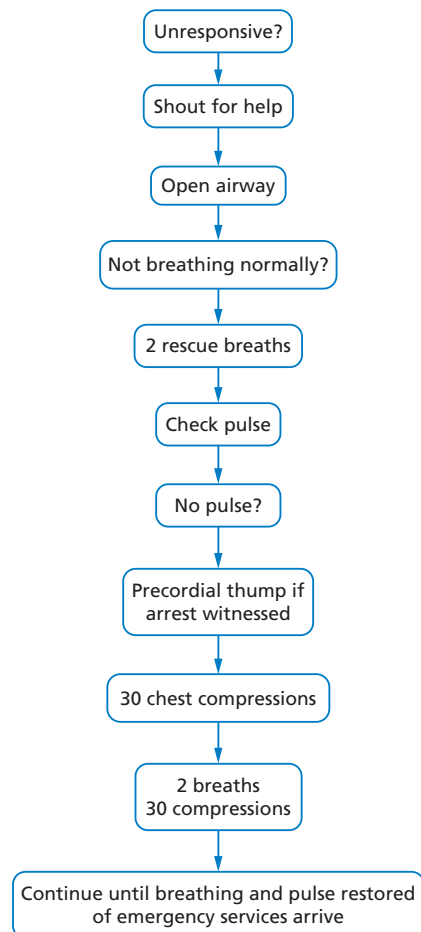 Unresponsive?
Shout for help
Open airway
Not breathing normally?
2 rescue breaths
Check pulse
No pulse?
Precordial thump if
arrest witnessed
30 chest compressions
2 breaths
30 compressions
Continue until breathing and pulse restored
of emergency services arrive